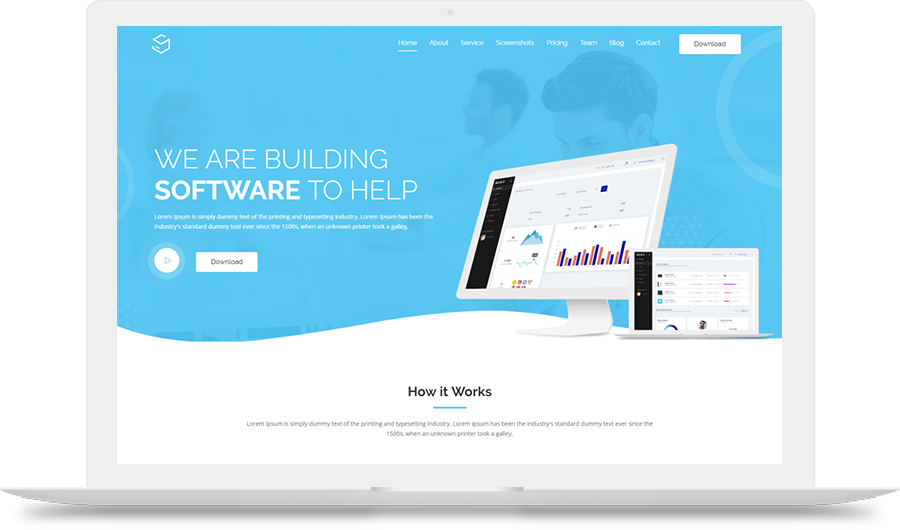 Home About Service Screenshots Pricing Team Blog Contact Download
WE ARE BUILDING
SOFTWARE TO HELP
Lorem Ipsum is simply dummy text of the printing and typesetting industry. Lorem Ipsum has been the
industry's standard dummy text ever since the 1500s, when an unknown printer took a galley,
Download
How it Works
Lorem Ipsum is simply dummy text of the printing and typesetting industry. Lorem Ipsum has been the industry's standard dummy text ever since the
1500s, when an unknown printer took a galley,